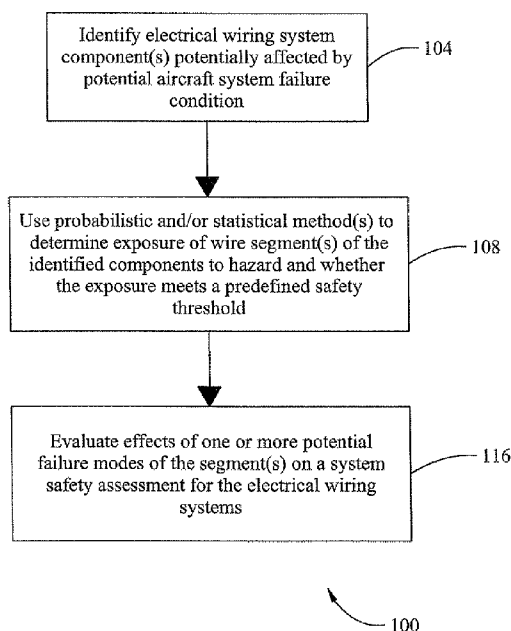 Identify electrical wiring system
component(s) potentially affected by
potential aircraft system failure
condition
104
Use probabilistic and/or statistical method(s) to
determine exposure of wire segment(s) of the
identified components to hazard and whether
the exposure meets a predefined safety
threshold
108
Evaluate effects of one or more potential
failure modes of the segment(s) on a system
safety assessment for the electrical wiring
systems
116
100